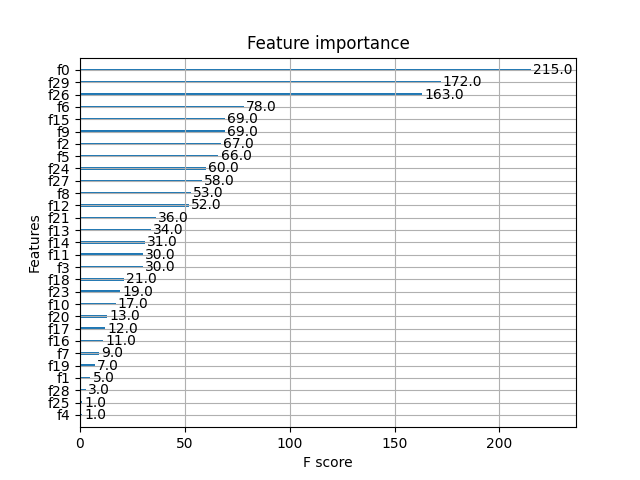 Feature importance
f0 215.0
f29 172.0
f26 163.0
f6 78.0
f15 69.0
f9 69.0
f2 67.0
f5 66.0
f24 60.0
f27 58.0
f8 53.0
f12 52.0
f21 36.0
f13 34.0
f14 31.0
f11 30.0
f3 30.0
f18 21.0
f23 19.0
f10 17.0
f20 13.0
f17 12.0
f16 11.0
f7 9.0
f19 7.0
f1 5.0
f28 3.0
f25 1.0
f4 1.0
Features
0 50 100 150 200
F score